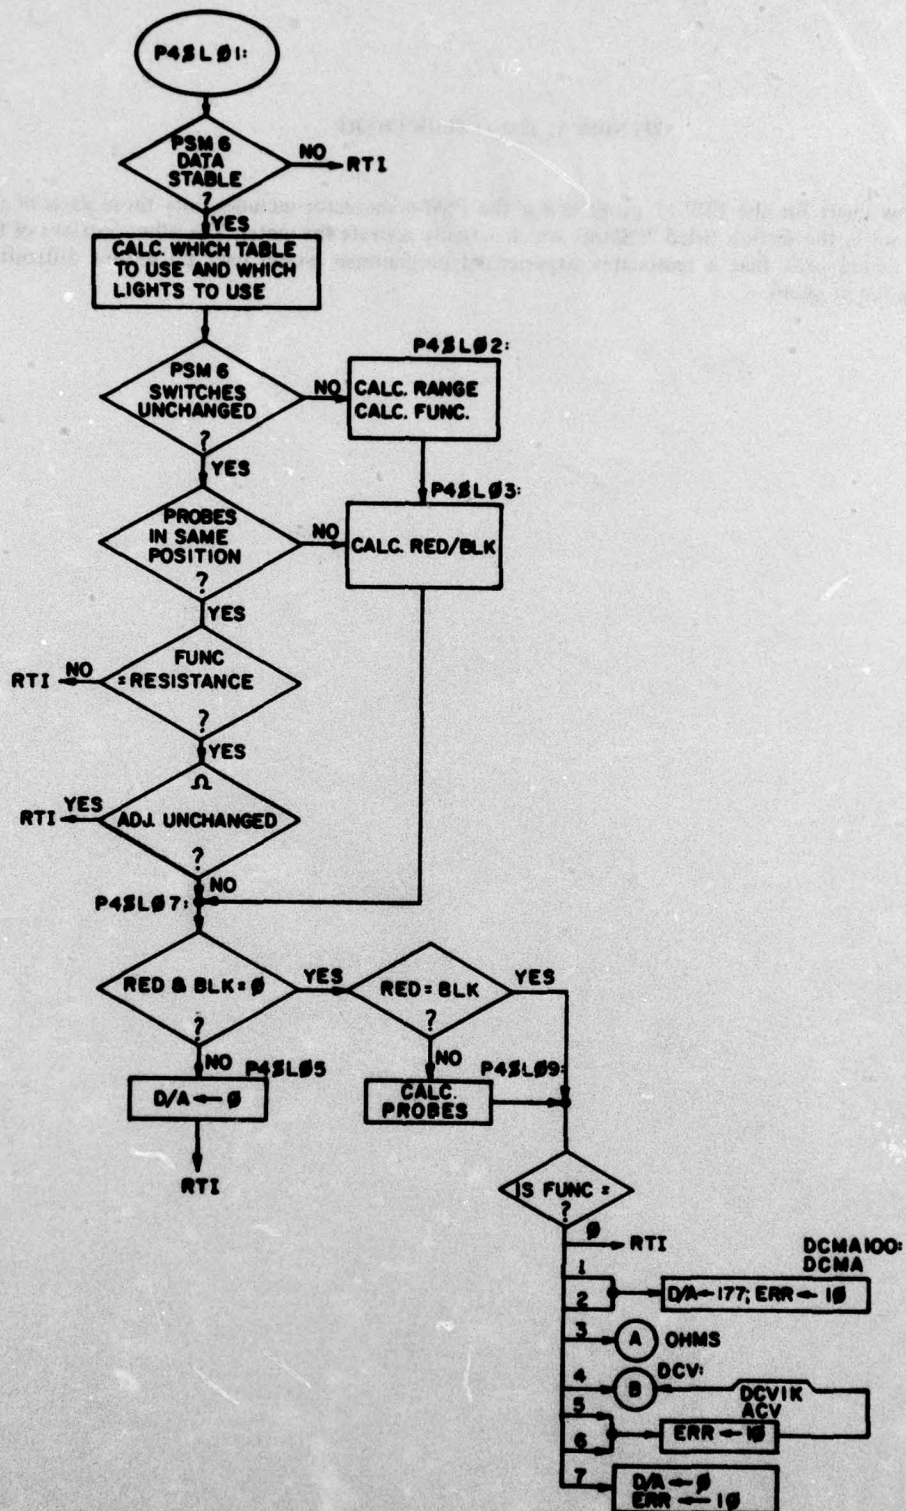 P4$LØ1:
PSM 6
DATA
STABLE
?
NO
RTI
YES
CALC. WHICH TABLE
TO USE AND WHICH
LIGHTS TO USE
PSM 6
SWITCHES
UNCHANGED
?
NO
P4$LØ2:
CALC. RANGE
CALC. FUNC.
YES
PROBES
IN SAME
POSITION
?
NO
P4$LØ3:
CALC. RED/BLK
YES
FUNC
=RESISTANCE
?
NO
RTI
YES
Ω
ADJ. UNCHANGED
?
YES
RTI
NO
P4$LØ7:
RED & BLK=Ø
?
YES
RED=BLK
?
YES
NO
P4$LØ5
D/A←Ø
RTI
NO
P4$LØ9:
CALC.
PROBES
IS FUNC =
?
Ø
RTI
DCMA100:
DCMA
1
2
D/A←177; ERR←1Ø
3
A
OHMS
4
B
DCV:
DCV1K
ACV
5
6
ERR←1Ø
7
D/A←Ø
ERR←1Ø